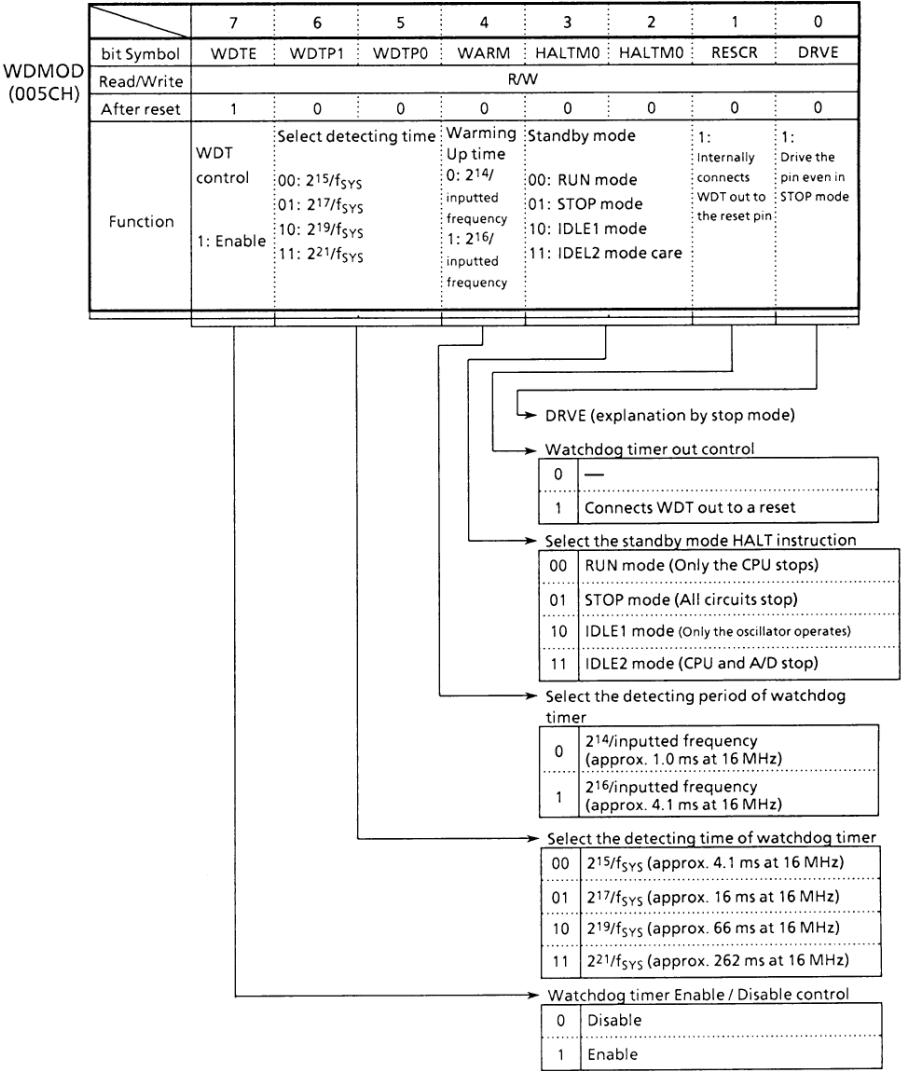 7 6 5 4 3 2 1 0
bit Symbol WDTE WDTP1 WDTP0 WARM HALTM0 HALTM0 RESCR DRVE
WDMOD
(005CH)
Read/Write R/W
After reset 1 0 0 0 0 0 0 0
Function
WDT
control
1: Enable
Select detecting time
00: 2¹⁵/fSYS
01: 2¹⁷/fSYS
10: 2¹⁹/fSYS
11: 2²¹/fSYS
Warming
Up time
0: 2¹⁴/
inputted
frequency
1: 2¹⁶/
inputted
frequency
Standby mode
00: RUN mode
01: STOP mode
10: IDLE1 mode
11: IDEL2 mode care
1:
Internally
connects
WDT out to
the reset pin
1:
Drive the
pin even in
STOP mode
DRVE (explanation by stop mode)
Watchdog timer out control
0 —
1 Connects WDT out to a reset
Select the standby mode HALT instruction
00 RUN mode (Only the CPU stops)
01 STOP mode (All circuits stop)
10 IDLE1 mode (Only the oscillator operates)
11 IDLE2 mode (CPU and A/D stop)
Select the detecting period of watchdog
timer
0 2¹⁴/inputted frequency
(approx. 1.0 ms at 16 MHz)
1 2¹⁶/inputted frequency
(approx. 4.1 ms at 16 MHz)
Select the detecting time of watchdog timer
00 2¹⁵/fSYS (approx. 4.1 ms at 16 MHz)
01 2¹⁷/fSYS (approx. 16 ms at 16 MHz)
10 2¹⁹/fSYS (approx. 66 ms at 16 MHz)
11 2²¹/fSYS (approx. 262 ms at 16 MHz)
Watchdog timer Enable / Disable control
0 Disable
1 Enable